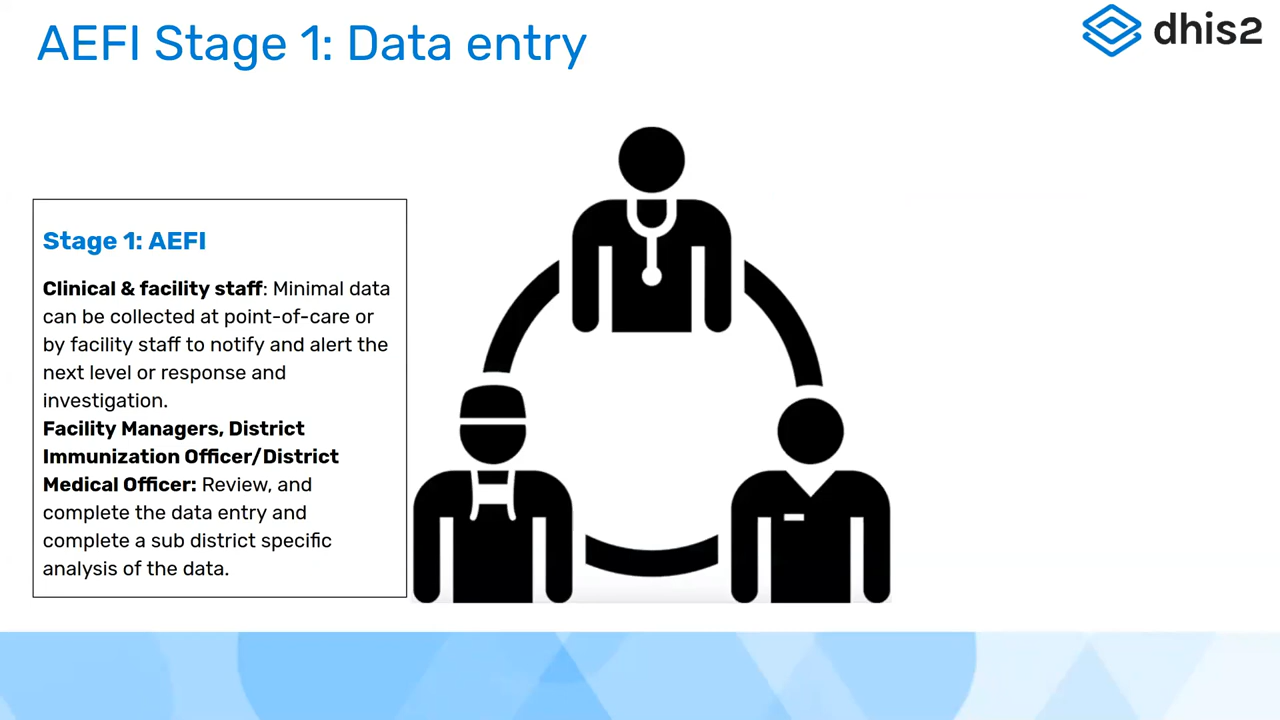 AEFI Stage 1: Data entry
dhis2
Stage 1: AEFI
Clinical & facility staff: Minimal data
can be collected at point-of-care or
by facility staff to notify and alert the
next level or response and
investigation.
Facility Managers, District
Immunization Officer/District
Medical Officer: Review, and
complete the data entry and
complete a sub district specific
analysis of the data.